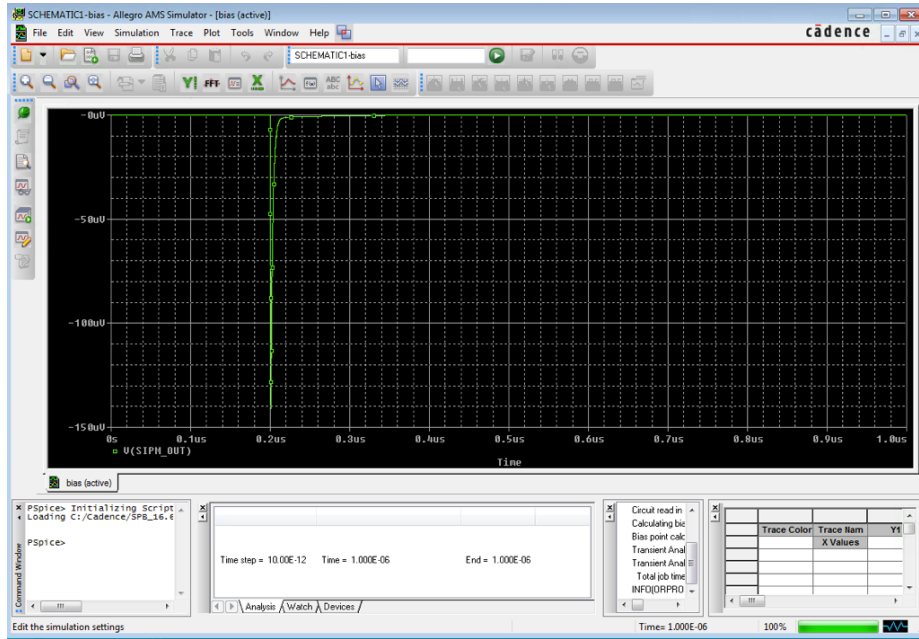 SCHEMATIC1-bias - Allegro AMS Simulator - [bias (active)]
File Edit View Simulation Trace Plot Tools Window Help
cādence
SCHEMATIC1-bias
FFT
ABC
abc
-0uV
-50uV
-100uV
-150uV
0s 0.1us 0.2us 0.3us 0.4us 0.5us 0.6us 0.7us 0.8us 0.9us 1.0us
V(SIPM_OUT)
Time
bias (active)
Command Window
PSpice> Initializing Script
Loading C:/Cadence/SPB_16.6
PSpice>
Time step = 10.00E-12 Time = 1.000E-06 End = 1.000E-06
Analysis Watch Devices
Circuit read in
Calculating bia
Bias point calc
Transient Anal
Transient Anal
Total job time
INFO(ORPRO
Trace Color Trace Nam Y1
X Values
Edit the simulation settings
Time= 1.000E-06 100%